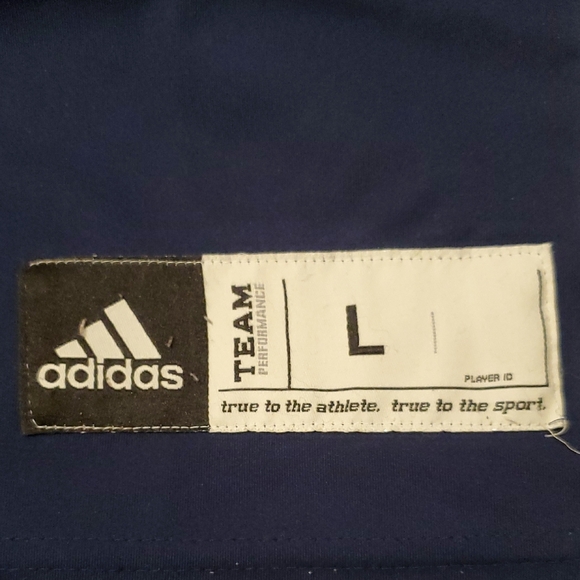 adidas
TEAM
PERFORMANCE
L
PLAYER ID
true to the athlete. true to the sport.